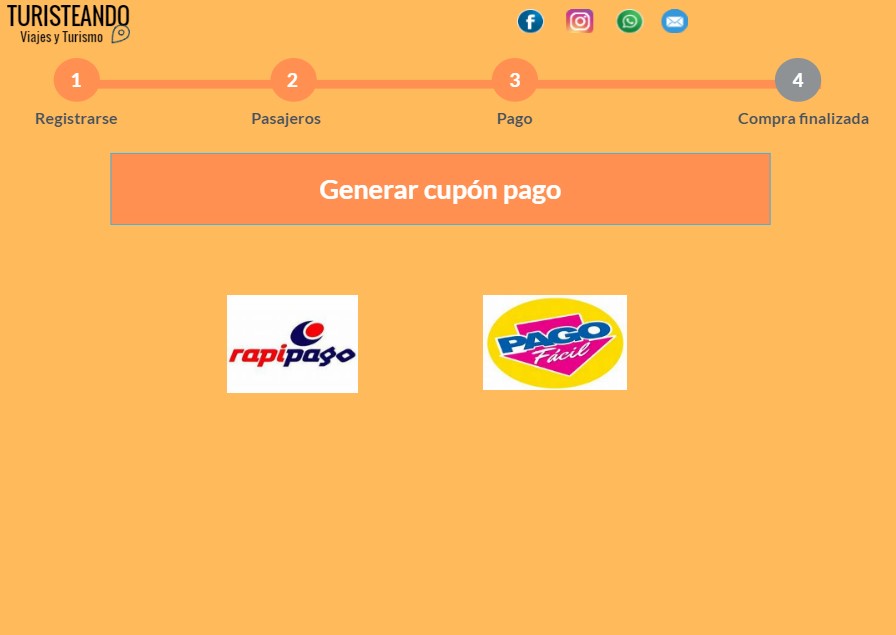 TURISTEANDO
Viajes y Turismo
1
2
3
4
Registrarse
Pasajeros
Pago
Compra finalizada
Generar cupón pago
rapipago
PAGO
Fácil